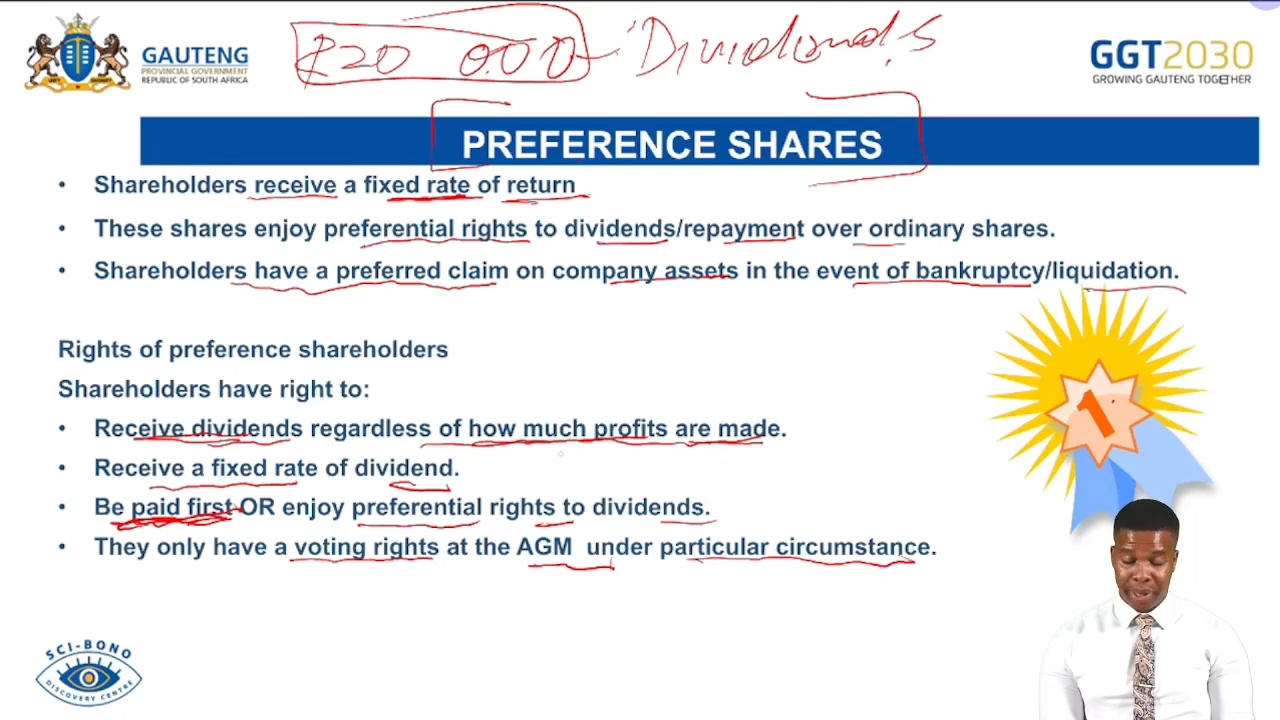 R20 000 - Dividends
GAUTENG
PROVINCIAL GOVERNMENT
REPUBLIC OF SOUTH AFRICA
GGT2030
GROWING GAUTENG TOGETHER
PREFERENCE SHARES
• Shareholders receive a fixed rate of return
• These shares enjoy preferential rights to dividends/repayment over ordinary shares.
• Shareholders have a preferred claim on company assets in the event of bankruptcy/liquidation.
Rights of preference shareholders
Shareholders have right to:
• Receive dividends regardless of how much profits are made.
• Receive a fixed rate of dividend.
• Be paid first OR enjoy preferential rights to dividends.
• They only have a voting rights at the AGM under particular circumstance.
1
SCI-BONO
DISCOVERY CENTRE